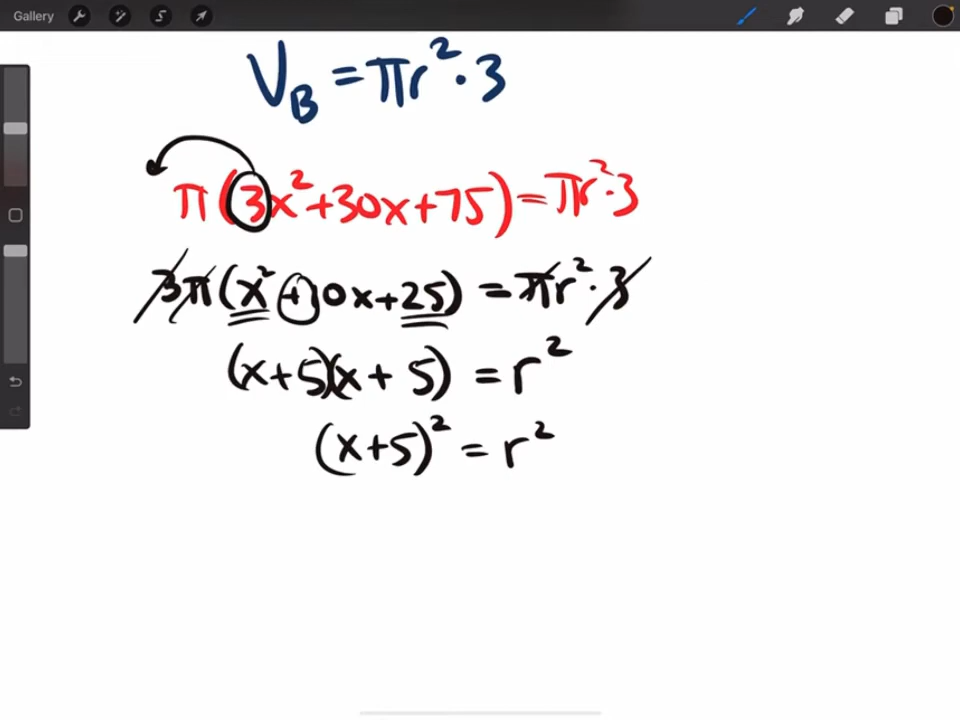 Gallery
V_B = πr²·3
π(3x²+30x+75)=πr²·3
3π(x²+10x+25) = πr²·3
(x+5)(x+5) = r²
(x+5)² = r²